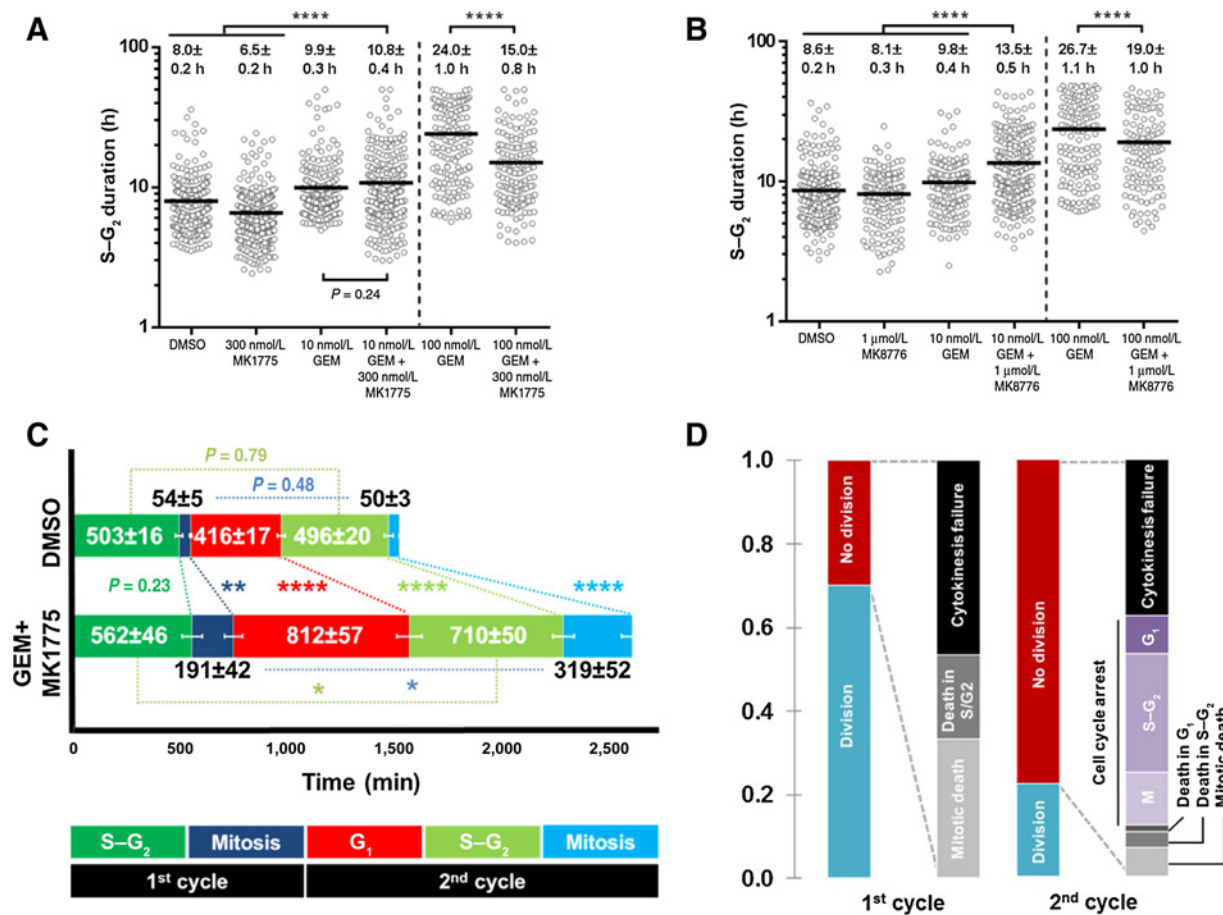 A
****
****
8.0±
6.5±
9.9±
10.8±
24.0±
15.0±
0.2 h
0.2 h
0.3 h
0.4 h
1.0 h
0.8 h
100
10
1
S–G2 duration (h)
P = 0.24
DMSO
300 nmol/L
MK1775
10 nmol/L
GEM
10 nmol/L
GEM +
300 nmol/L
MK1775
100 nmol/L
GEM
100 nmol/L
GEM +
300 nmol/L
MK1775
B
****
****
8.6±
8.1±
9.8±
13.5±
26.7±
19.0±
0.2 h
0.3 h
0.4 h
0.5 h
1.1 h
1.0 h
100
10
1
S–G2 duration (h)
DMSO
1 µmol/L
MK8776
10 nmol/L
GEM
10 nmol/L
GEM +
1 µmol/L
MK8776
100 nmol/L
GEM
100 nmol/L
GEM +
1 µmol/L
MK8776
C
P = 0.79
54±5
P = 0.48
50±3
DMSO
503±16
416±17
496±20
P = 0.23
**
****
****
****
GEM+
MK1775
562±46
812±57
710±50
191±42
319±52
*
*
0
500
1,000
1,500
2,000
2,500
Time (min)
S–G2
Mitosis
G1
S–G2
Mitosis
1st cycle
2nd cycle
D
1.0
0.8
0.6
0.4
0.2
0
No division
Division
Cytokinesis failure
Death in
S/G2
Mitotic death
No division
Division
Cytokinesis failure
G1
S–G2
M
Cell cycle arrest
Death in G1
Death in S–G2
Mitotic death
1st cycle
2nd cycle